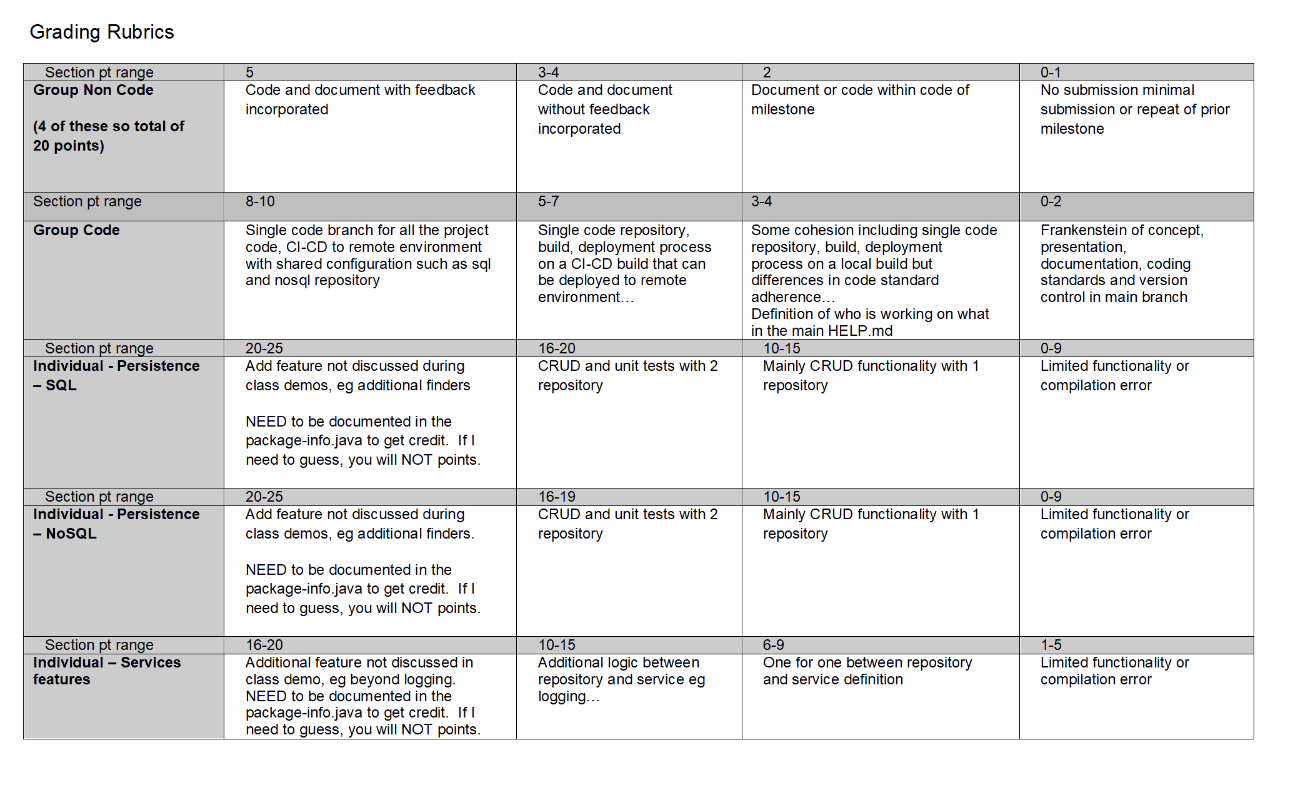 Grading Rubrics
Section pt range 5 3-4 2 0-1
Group Non Code
(4 of these so total of
20 points)
Code and document with feedback
incorporated
Code and document
without feedback
incorporated
Document or code within code of
milestone
No submission minimal
submission or repeat of prior
milestone
Section pt range 8-10 5-7 3-4 0-2
Group Code
Single code branch for all the project
code, CI-CD to remote environment
with shared configuration such as sql
and nosql repository
Single code repository,
build, deployment process
on a CI-CD build that can
be deployed to remote
environment…
Some cohesion including single code
repository, build, deployment
process on a local build but
differences in code standard
adherence…
Definition of who is working on what
in the main HELP.md
Frankenstein of concept,
presentation,
documentation, coding
standards and version
control in main branch
Section pt range 20-25 16-20 10-15 0-9
Individual - Persistence
– SQL
Add feature not discussed during
class demos, eg additional finders
NEED to be documented in the
package-info.java to get credit.  If I
need to guess, you will NOT points.
CRUD and unit tests with 2
repository
Mainly CRUD functionality with 1
repository
Limited functionality or
compilation error
Section pt range 20-25 16-19 10-15 0-9
Individual - Persistence
– NoSQL
Add feature not discussed during
class demos, eg additional finders.
NEED to be documented in the
package-info.java to get credit.  If I
need to guess, you will NOT points.
CRUD and unit tests with 2
repository
Mainly CRUD functionality with 1
repository
Limited functionality or
compilation error
Section pt range 16-20 10-15 6-9 1-5
Individual – Services
features
Additional feature not discussed in
class demo, eg beyond logging.
NEED to be documented in the
package-info.java to get credit.  If I
need to guess, you will NOT points.
Additional logic between
repository and service eg
logging…
One for one between repository
and service definition
Limited functionality or
compilation error